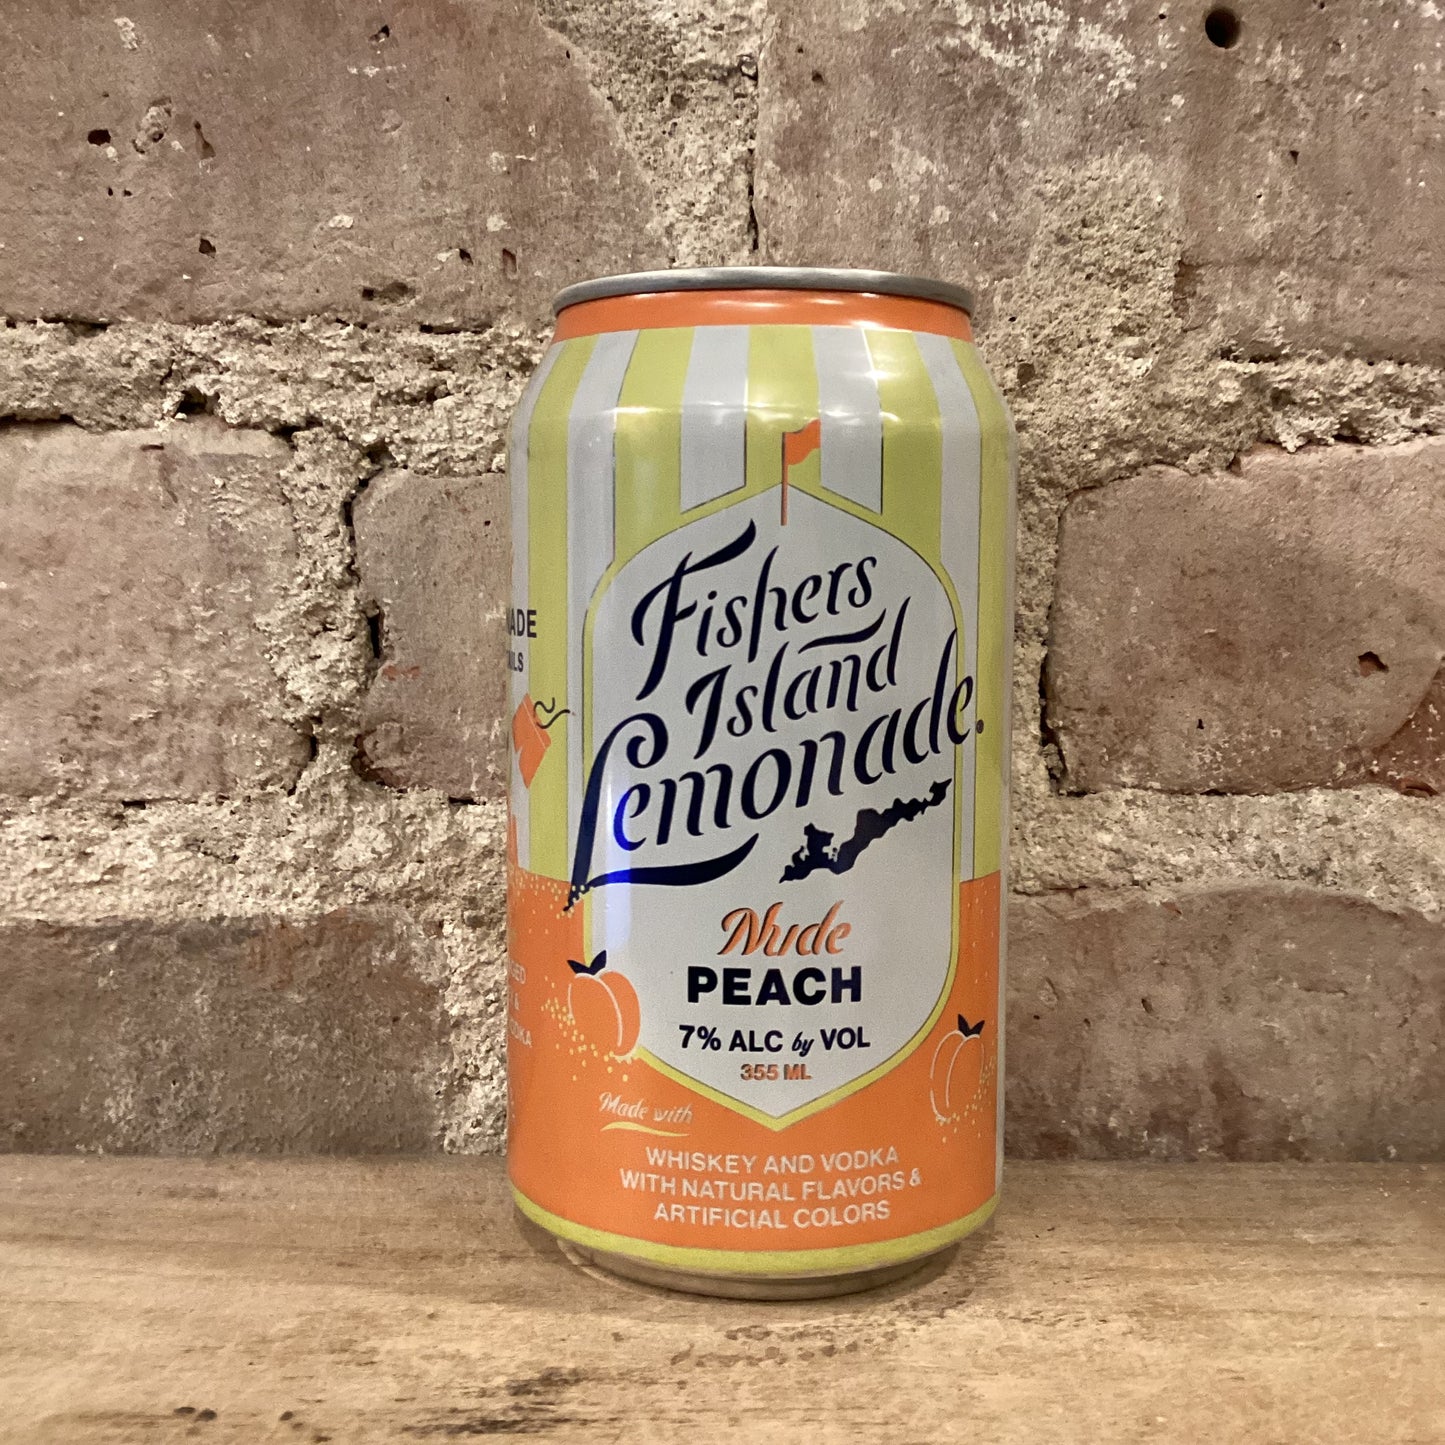 Fishers
Island
Lemonade.
Nude
PEACH
7% ALC by VOL
355 ML
Made with
WHISKEY AND VODKA
WITH NATURAL FLAVORS &
ARTIFICIAL COLORS